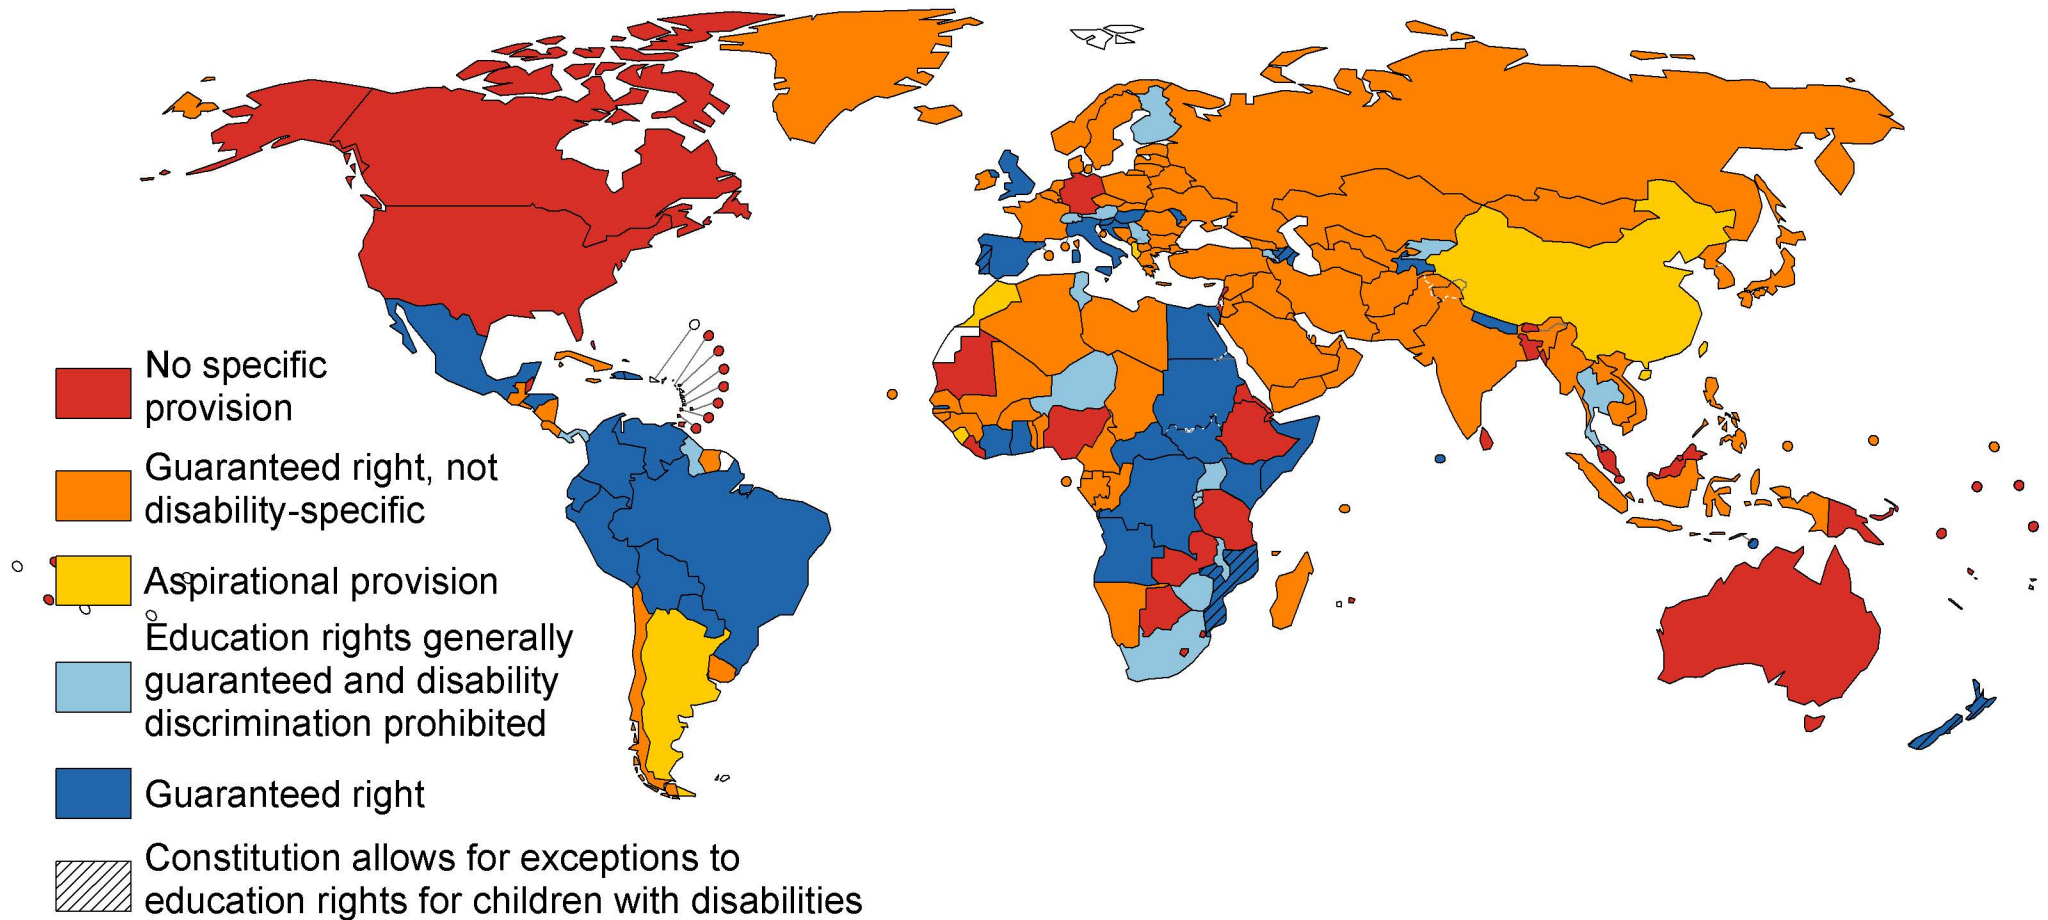 No specific
provision
Guaranteed right, not
disability-specific
Aspirational provision
Education rights generally
guaranteed and disability
discrimination prohibited
Guaranteed right
Constitution allows for exceptions to
education rights for children with disabilities